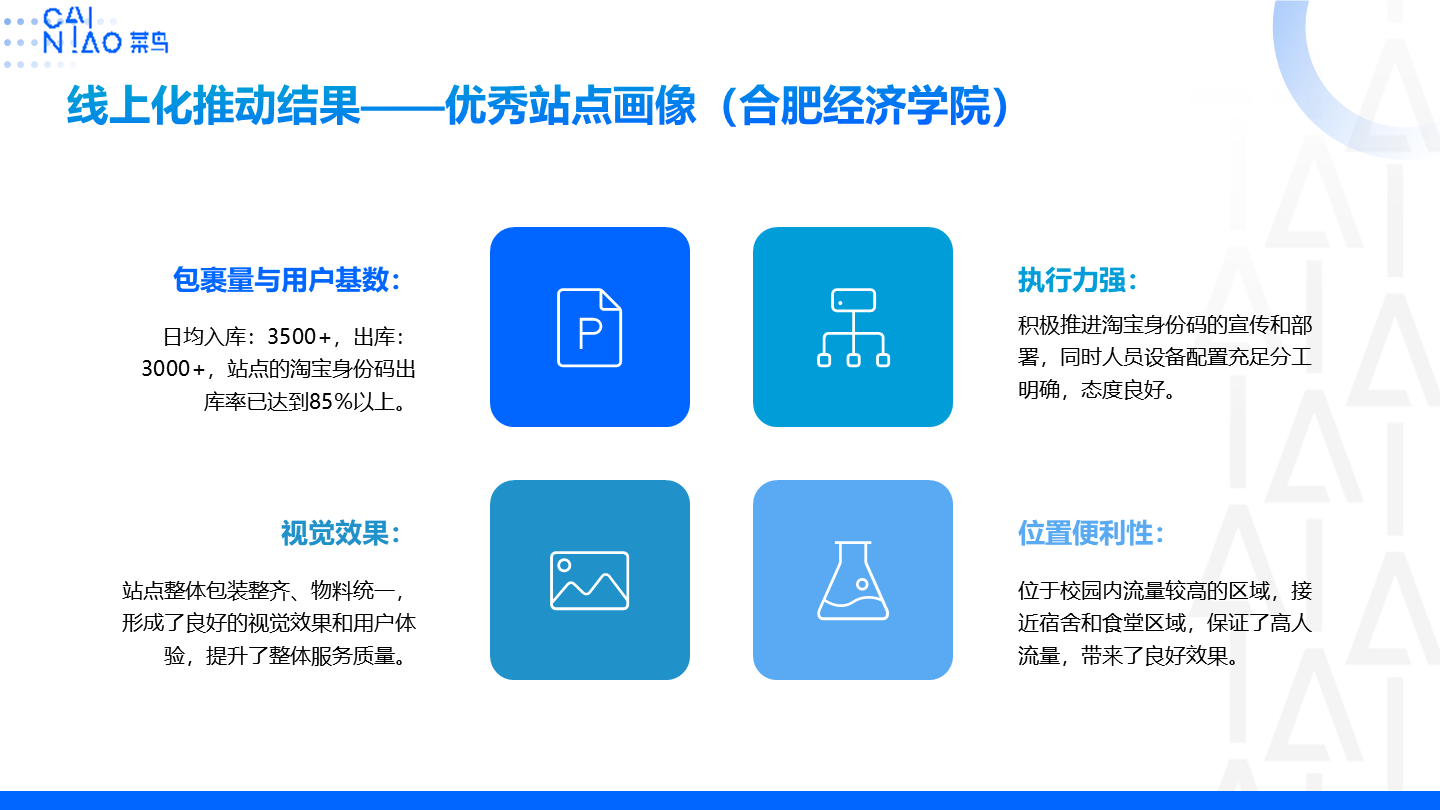 CAI
NIAO 菜鸟
线上化推动结果——优秀站点画像（合肥经济学院）
包裹量与用户基数：
日均入库：3500+，出库：
3000+，站点的淘宝身份码出
库率已达到85%以上。
P
执行力强：
积极推进淘宝身份码的宣传和部
署，同时人员设备配置充足分工
明确，态度良好。
视觉效果：
站点整体包装整齐、物料统一，
形成了良好的视觉效果和用户体
验，提升了整体服务质量。
位置便利性：
位于校园内流量较高的区域，接
近宿舍和食堂区域，保证了高人
流量，带来了良好效果。